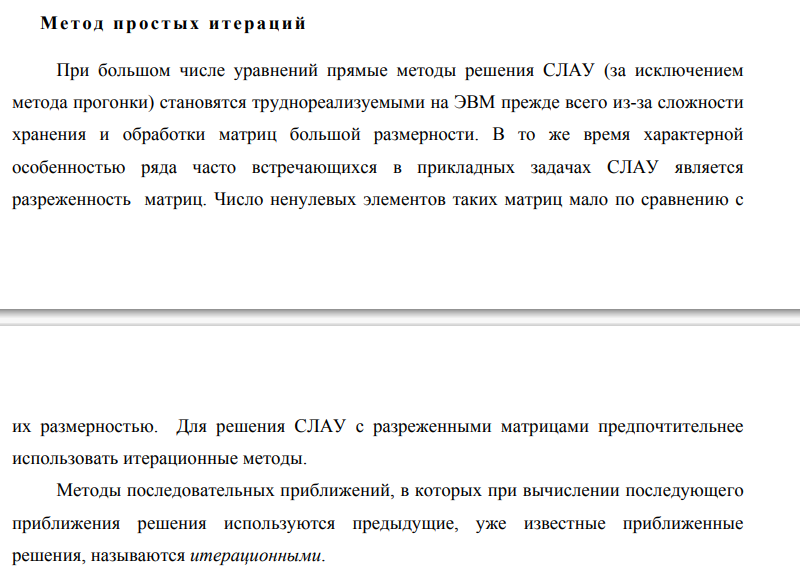 Метод простых итераций
При большом числе уравнений прямые методы решения СЛАУ (за исключением
метода прогонки) становятся труднореализуемыми на ЭВМ прежде всего из-за сложности
хранения и обработки матриц большой размерности. В то же время характерной
особенностью ряда часто встречающихся в прикладных задачах СЛАУ является
разреженность матриц. Число ненулевых элементов таких матриц мало по сравнению с
их размерностью. Для решения СЛАУ с разреженными матрицами предпочтительнее
использовать итерационные методы.
Методы последовательных приближений, в которых при вычислении последующего
приближения решения используются предыдущие, уже известные приближенные
решения, называются итерационными.